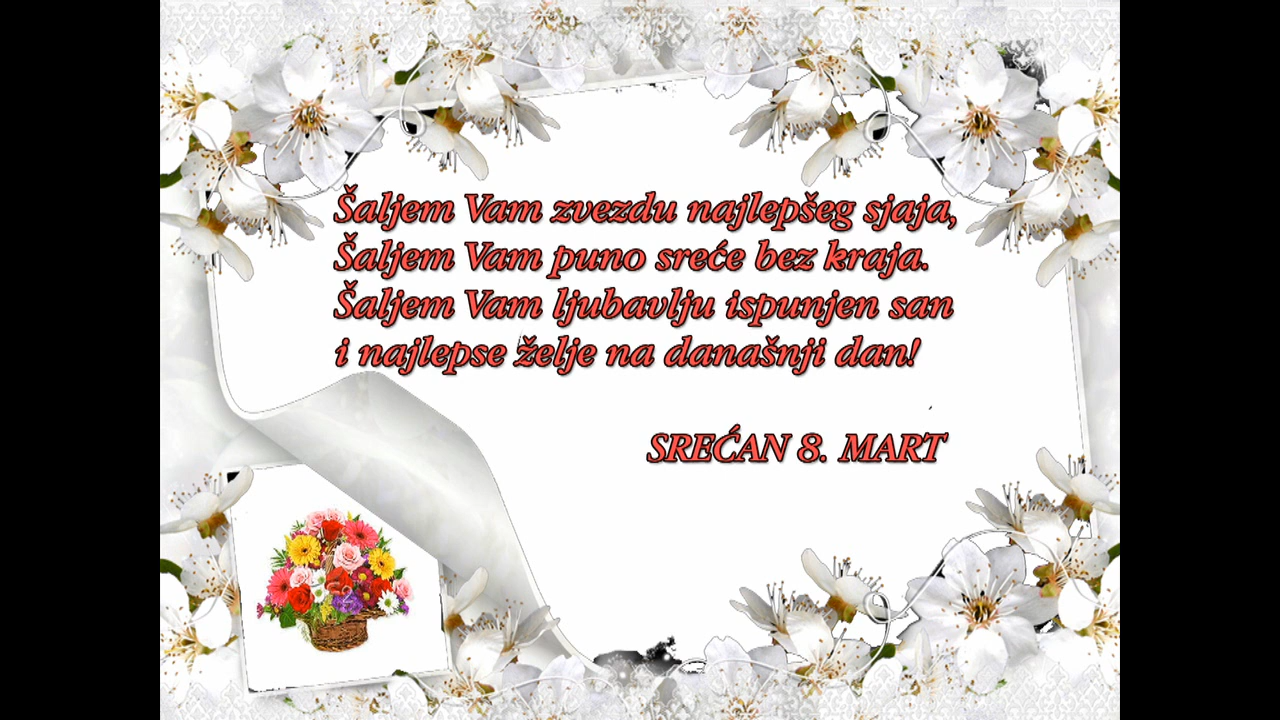 Šaljem Vam zvezdu najlepšeg sjaja,
Šaljem Vam puno sreće bez kraja.
Šaljem Vam ljubavlju ispunjen san
i najlepse želje na današnji dan!
SREĆAN 8. MART